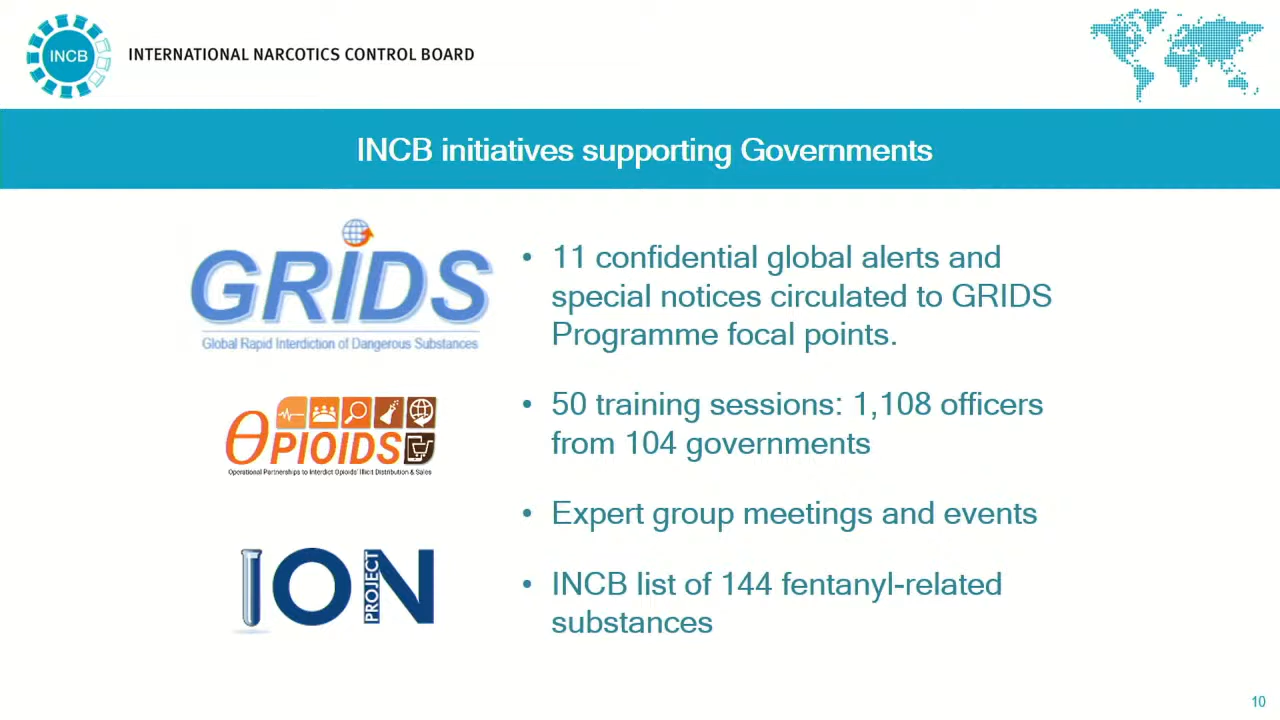 INCB
INTERNATIONAL NARCOTICS CONTROL BOARD
INCB initiatives supporting Governments
GRIDS
Global Rapid Interdiction of Dangerous Substances
• 11 confidential global alerts and
special notices circulated to GRIDS
Programme focal points.
OPIOIDS
Operational Partnerships to Interdict Opioids' Illicit Distribution & Sales
• 50 training sessions: 1,108 officers
from 104 governments
• Expert group meetings and events
ION
PROJECT
• INCB list of 144 fentanyl-related
substances
10